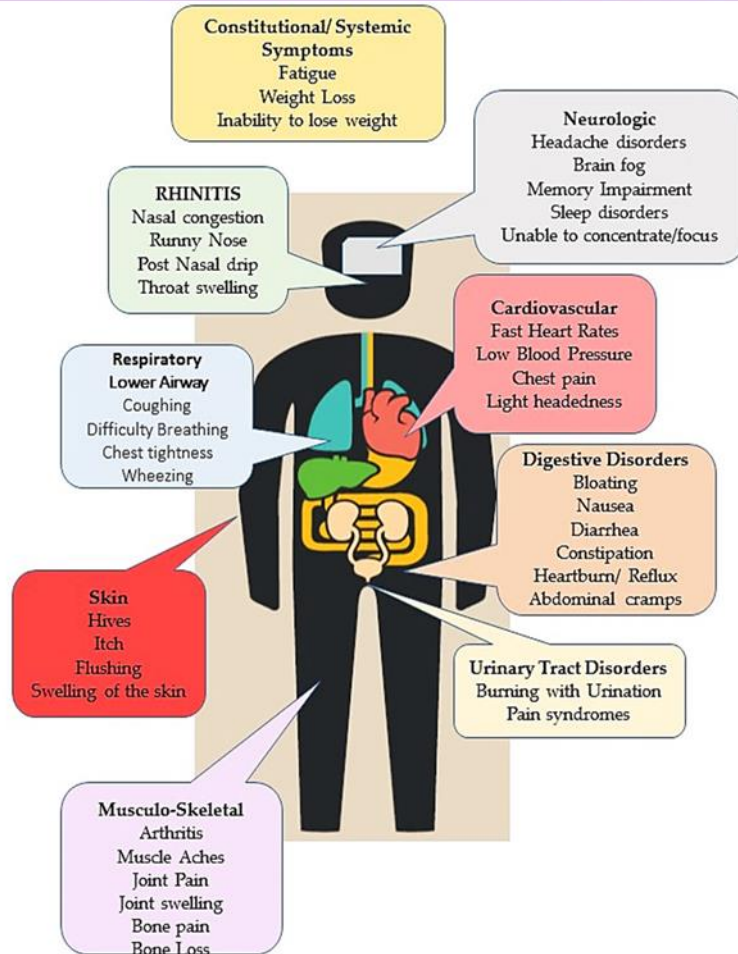 Constitutional/ Systemic
Symptoms
Fatigue
Weight Loss
Inability to lose weight
Neurologic
Headache disorders
Brain fog
Memory Impairment
Sleep disorders
Unable to concentrate/focus
RHINITIS
Nasal congestion
Runny Nose
Post Nasal drip
Throat swelling
Cardiovascular
Fast Heart Rates
Low Blood Pressure
Chest pain
Light headedness
Respiratory
Lower Airway
Coughing
Difficulty Breathing
Chest tightness
Wheezing
Digestive Disorders
Bloating
Nausea
Diarrhea
Constipation
Heartburn/ Reflux
Abdominal cramps
Skin
Hives
Itch
Flushing
Swelling of the skin
Urinary Tract Disorders
Burning with Urination
Pain syndromes
Musculo-Skeletal
Arthritis
Muscle Aches
Joint Pain
Joint swelling
Bone pain
Bone Loss